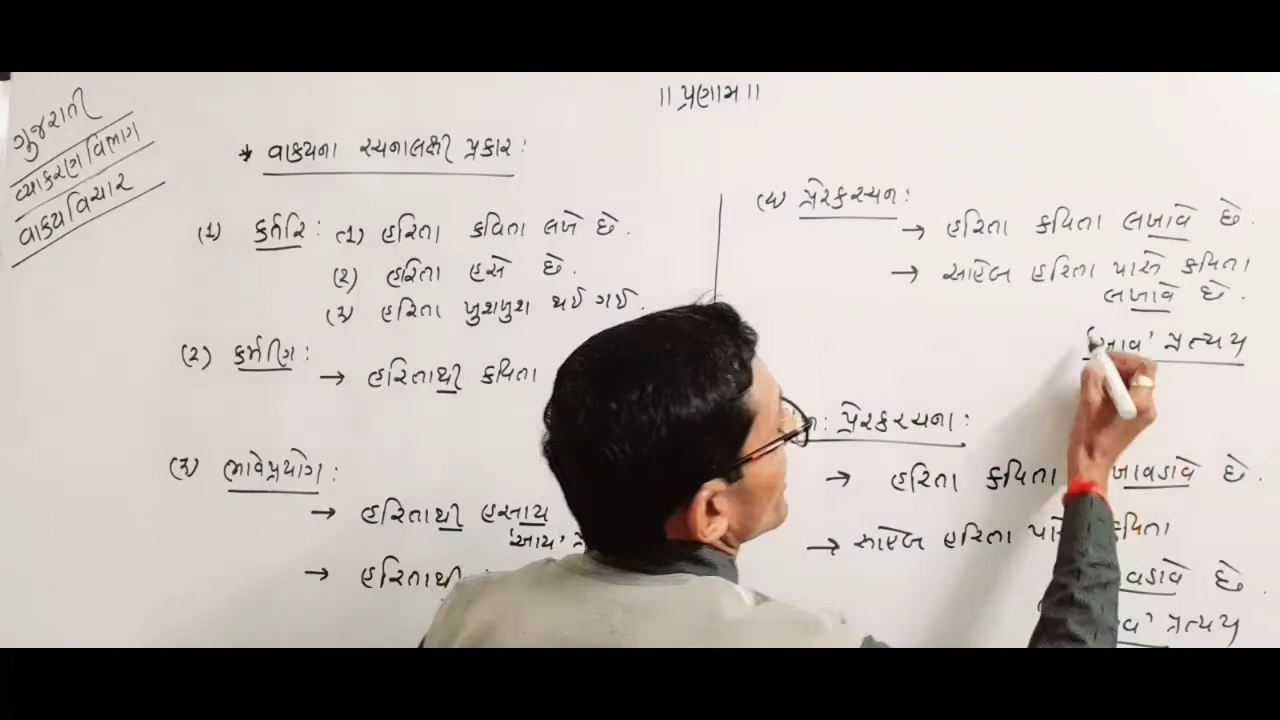 ॥ પ્રણામ ॥
ગુજરાતી
વ્યાકરણ વિભાગ
વાક્ય વિચાર
* વાક્યના રચનાલક્ષી પ્રકાર :
(૧) કર્તરિ : (૧) હરિતા કવિતા લખે છે.
(૨) હરિતા હસે છે.
(૩) હરિતા ખુશખુશ થઈ ગઈ.
(૨) કર્મણિ :
→ હરિતાથી કવિતા
(૩) ભાવેપ્રયોગ :
→ હરિતાથી હસાય
'આય'
→ હરિતાથી
(૪) પ્રેરકરચન :
→ હરિતા કવિતા લખાવે છે.
→ સાહેબ હરિતા પાસે કવિતા
લખાવે છે.
'આવ' પ્રત્યય
ન: પ્રેરકરચના :
→ હરિતા કવિતા ખાવડાવે છે.
→ સાહેબ હરિતા કવિતા
વડાવે છે.
વ' પ્રત્યય